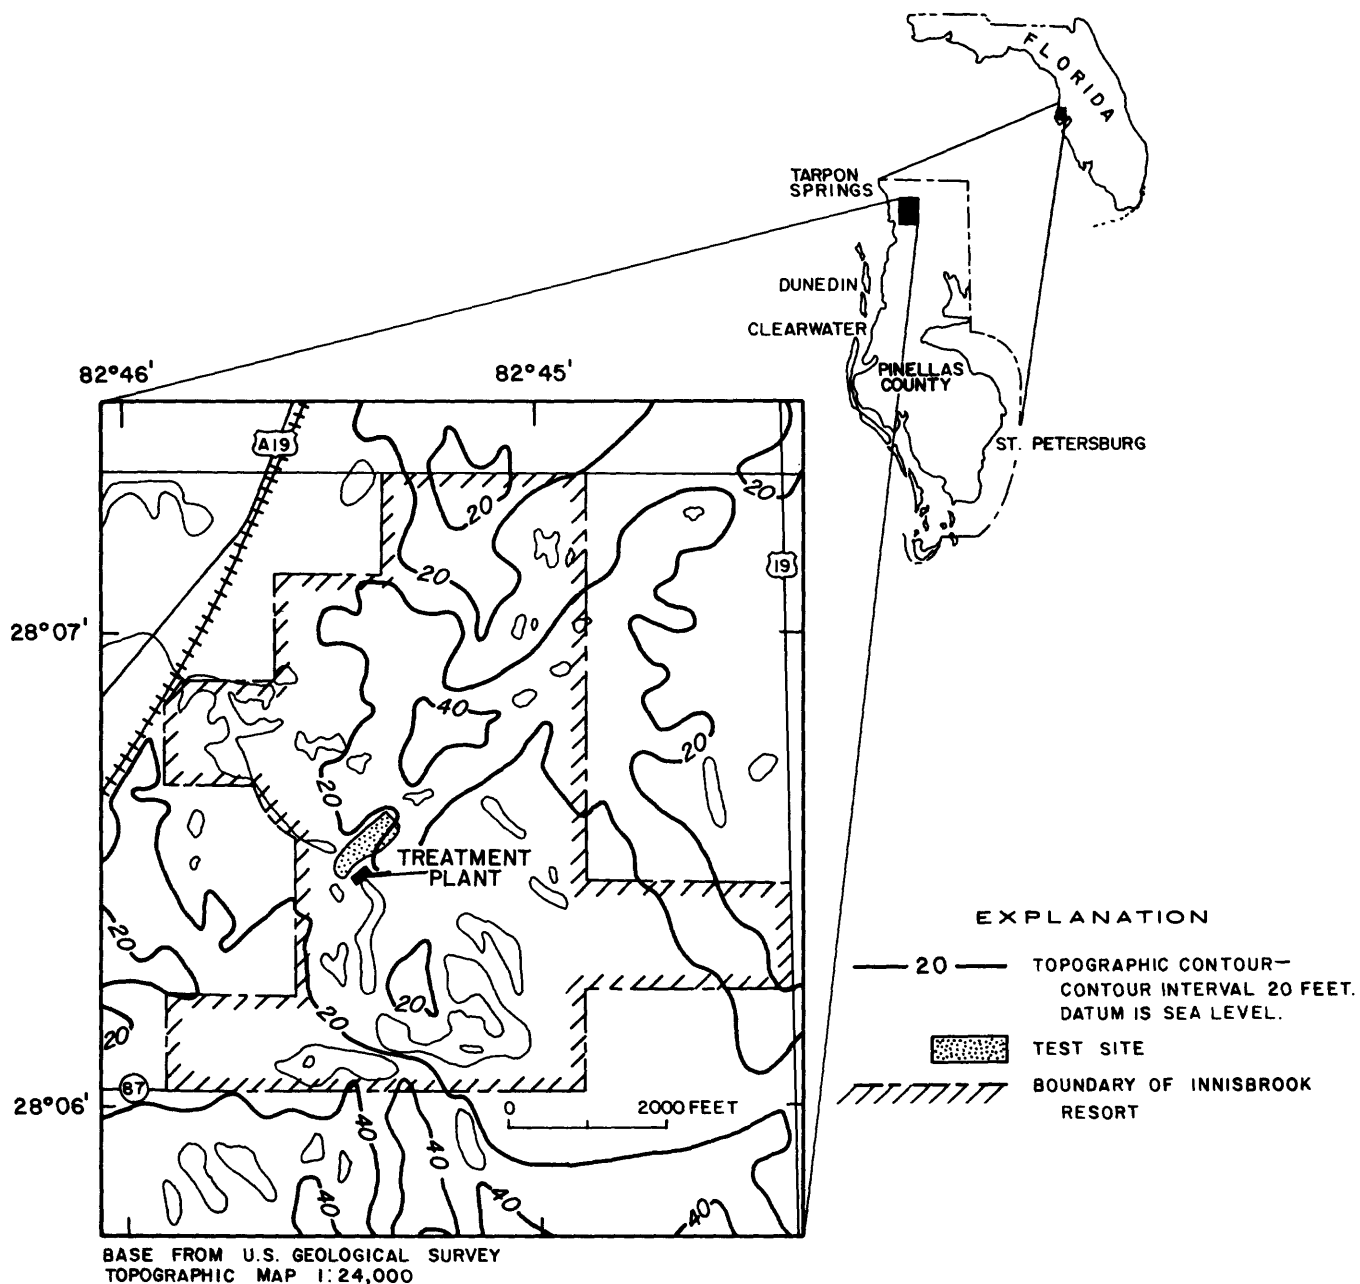 FLORIDA
TARPON
SPRINGS
DUNEDIN
CLEARWATER
PINELLAS
COUNTY
ST. PETERSBURG
82°46'
82°45'
A19
20
20
20
19
28°07'
40
20
20
TREATMENT
PLANT
20
20
20
20
87
28°06'
0
2000 FEET
40
40
40
40
40
BASE FROM U.S. GEOLOGICAL SURVEY
TOPOGRAPHIC MAP 1:24,000
EXPLANATION
20
TOPOGRAPHIC CONTOUR—
CONTOUR INTERVAL 20 FEET.
DATUM IS SEA LEVEL.
TEST SITE
BOUNDARY OF INNISBROOK
RESORT